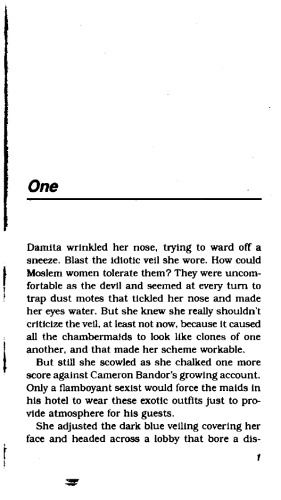 One
Damita wrinkled her nose, trying to ward off a
sneeze. Blast the idiotic veil she wore. How could
Moslem women tolerate them? They were uncom-
fortable as the devil and seemed at every turn to
trap dust motes that tickled her nose and made
her eyes water. But she knew she really shouldn't
criticize the veil, at least not now, because it caused
all the chambermaids to look like clones of one
another, and that made her scheme workable.
But still she scowled as she chalked one more
score against Cameron Bandor's growing account.
Only a flamboyant sexist would force the maids in
his hotel to wear these exotic outfits just to pro-
vide atmosphere for his guests.
She adjusted the dark blue veiling covering her
face and headed across a lobby that bore a dis-
1